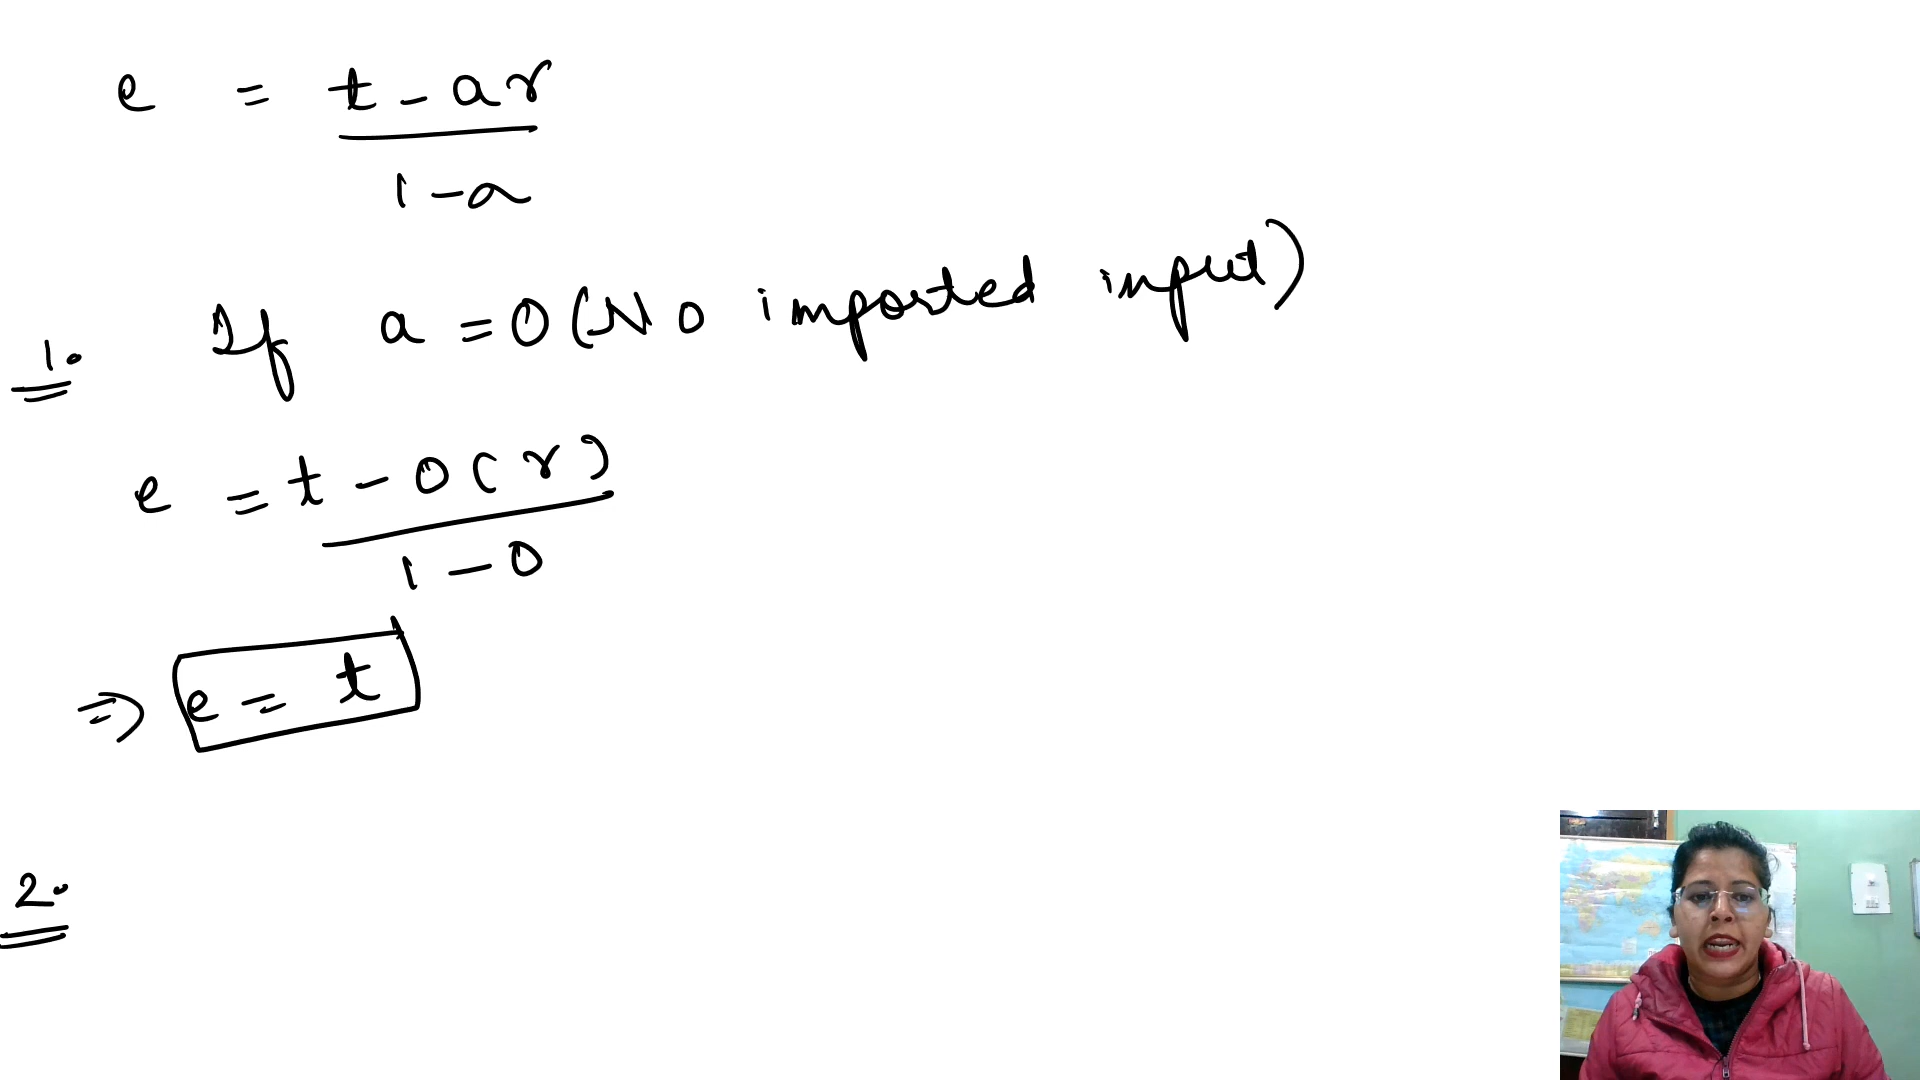 e = t - ar
1 - a
1. If a = 0 (No imported input)
e = t - 0(r)
1 - 0
⇒ e = t
2.